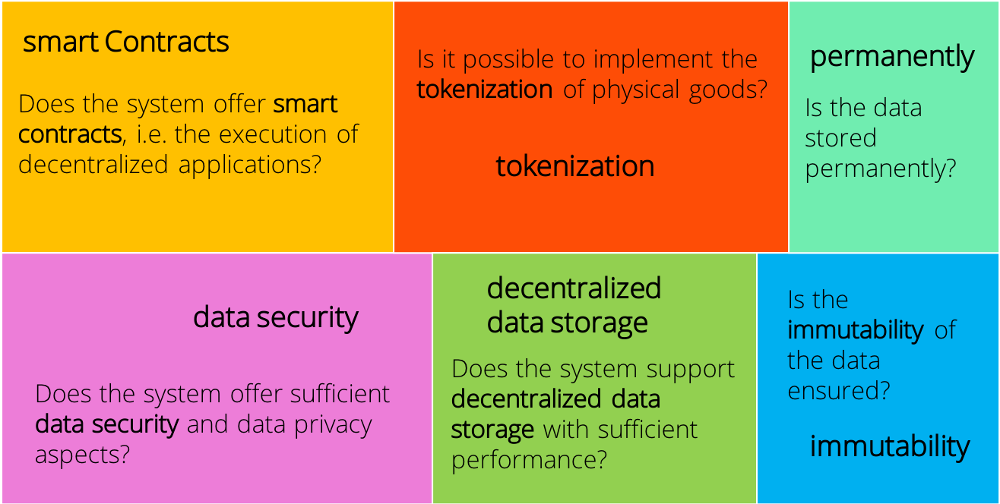 smart Contracts
Does the system offer smart
contracts, i.e. the execution of
decentralized applications?
Is it possible to implement the
tokenization of physical goods?
tokenization
permanently
Is the data
stored
permanently?
data security
Does the system offer sufficient
data security and data privacy
aspects?
decentralized
data storage
Does the system support
decentralized data
storage with sufficient
performance?
Is the
immutability of
the data
ensured?
immutability